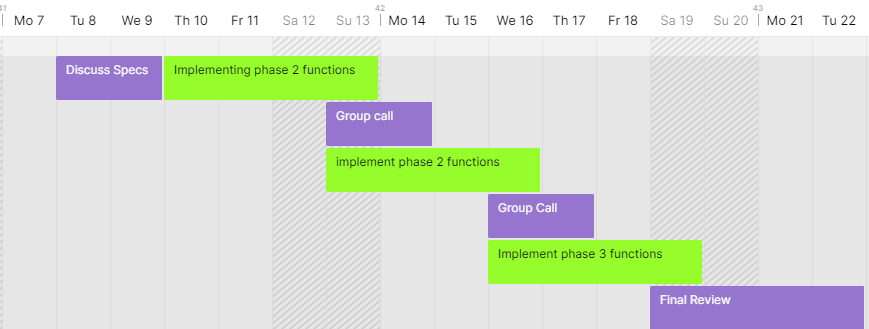 41 42 43
Mo 7 Tu 8 We 9 Th 10 Fr 11 Sa 12 Su 13 Mo 14 Tu 15 We 16 Th 17 Fr 18 Sa 19 Su 20 Mo 21 Tu 22
Discuss Specs Implementing phase 2 functions
Group call
implement phase 2 functions
Group Call
Implement phase 3 functions
Final Review